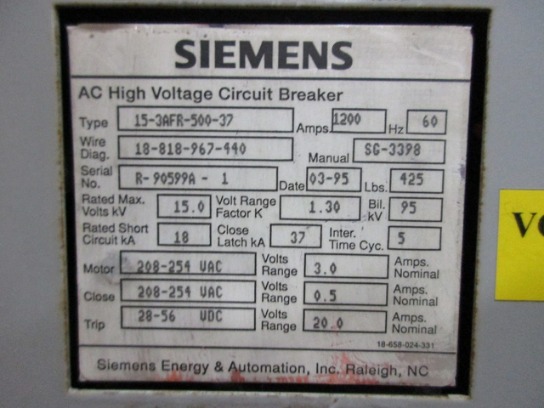 SIEMENS
AC High Voltage Circuit Breaker
Type 15-3AFR-500-37 Amps. 1200 Hz 60
Wire Diag. 18-818-967-440 Manual SG-3398
Serial No. R-90599A - 1 Date 03-95 Lbs. 425
Rated Max. Volts kV 15.0 Volt Range Factor K 1.30 Bil. kV 95
Rated Short Circuit kA 18 Close Latch kA 37 Inter. Time Cyc. 5
Motor 208-254 VAC Volts Range 3.0 Amps. Nominal
Close 208-254 VAC Volts Range 0.5 Amps. Nominal
Trip 28-56 VDC Volts Range 20.0 Amps. Nominal
18-658-024-331
Siemens Energy & Automation, Inc. Raleigh, NC